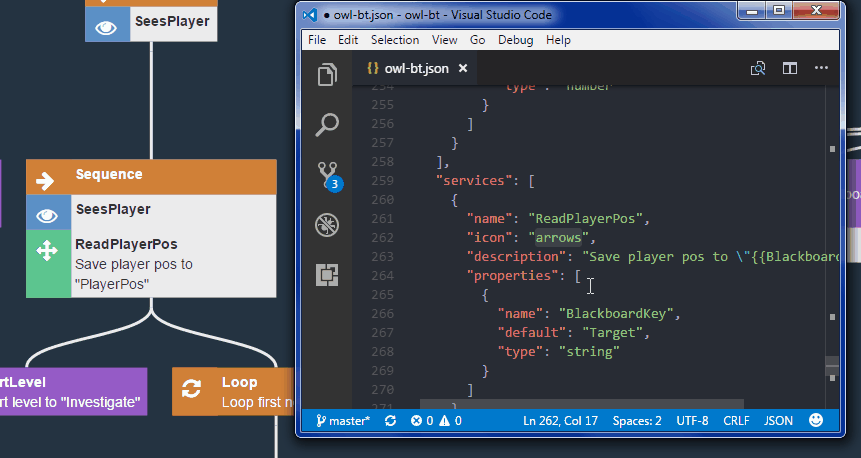 SeesPlayer
Sequence
SeesPlayer
ReadPlayerPos
Save player pos to
"PlayerPos"
rtLevel
rt level to "Investigate"
Loop
Loop first n
● owl-bt.json - owl-bt - Visual Studio Code
File Edit Selection View Go Debug Help
{} owl-bt.json ×
3
254 "type": "number"
255 }
256 ]
257 }
258 ],
259 "services": [
260 {
261 "name": "ReadPlayerPos",
262 "icon": "arrows",
263 "description": "Save player pos to \"{{Blackboard
264 "properties": [
265 {
266 "name": "BlackboardKey",
267 "default": "Target",
268 "type": "string"
269 }
270 ]
271 }
master* 0 0 Ln 262, Col 17 Spaces: 2 UTF-8 CRLF JSON